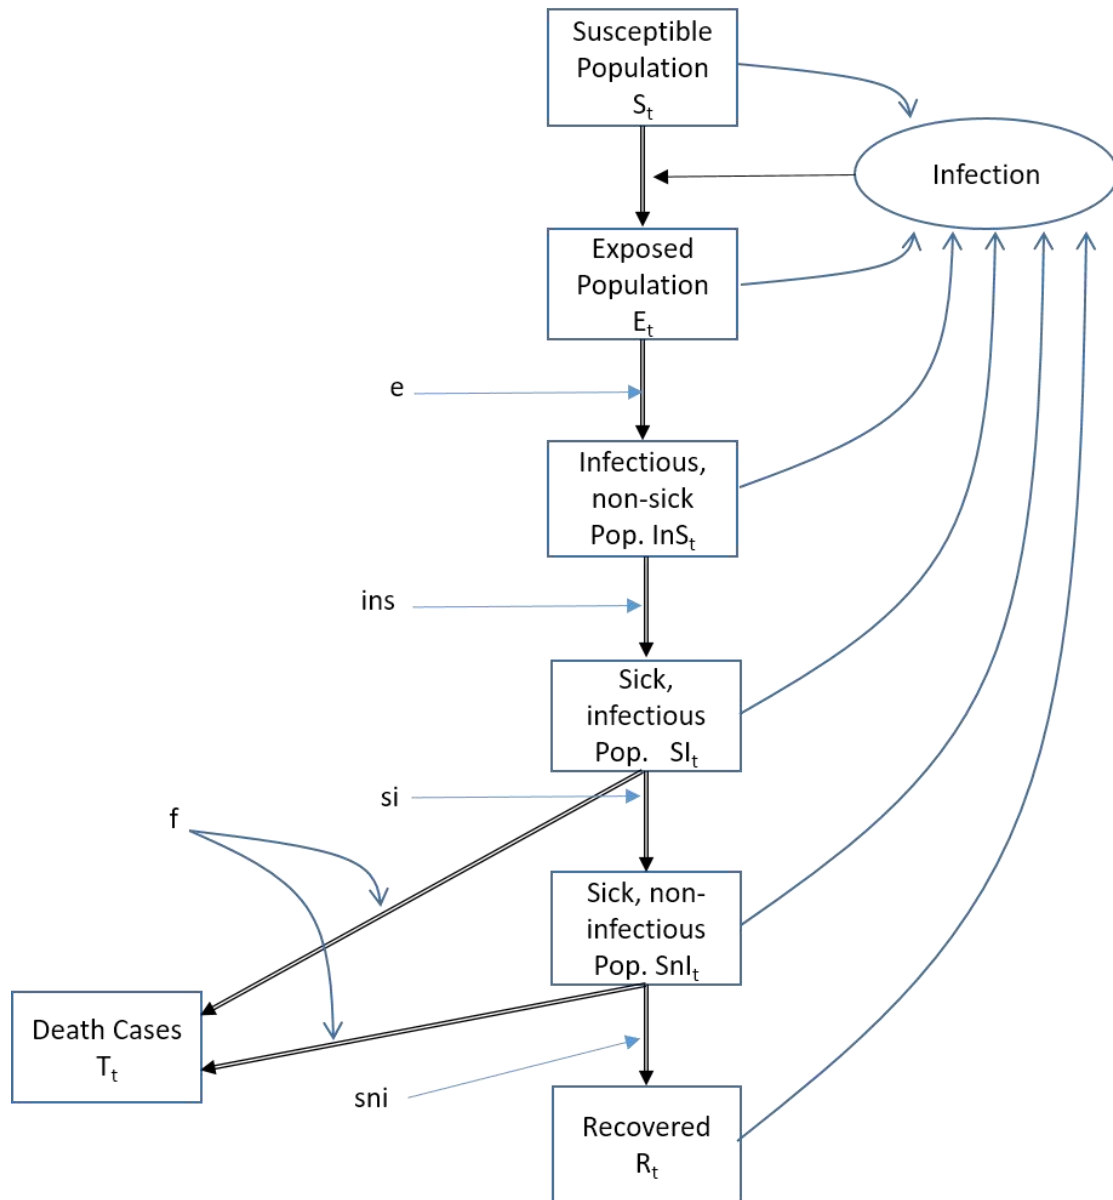 Susceptible
Population
Sₜ
Infection
Exposed
Population
Eₜ
e
Infectious,
non-sick
Pop. InSₜ
ins
Sick,
infectious
Pop. SIₜ
si
f
Sick, non-
infectious
Pop. SnIₜ
Death Cases
Tₜ
sni
Recovered
Rₜ